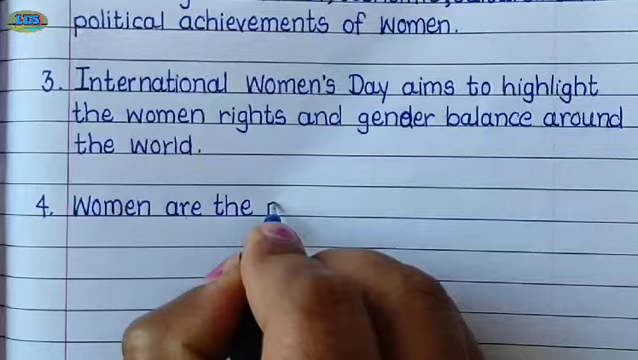 LES
political achievements of women.
3. International Women's Day aims to highlight
the women rights and gender balance around
the world.
4. Women are the